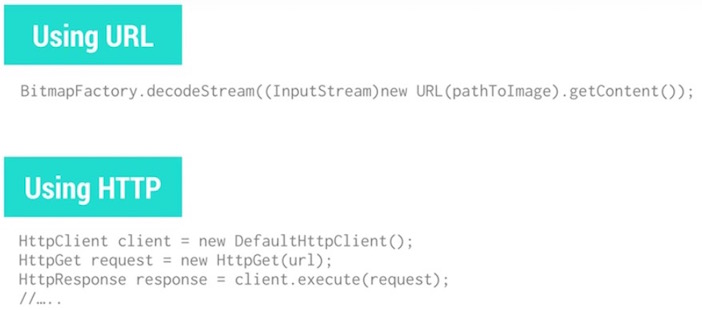 Using URL
BitmapFactory.decodeStream((InputStream)new URL(pathToImage).getContent());
Using HTTP
HttpClient client = new DefaultHttpClient();
HttpGet request = new HttpGet(url);
HttpResponse response = client.execute(request);
//…..